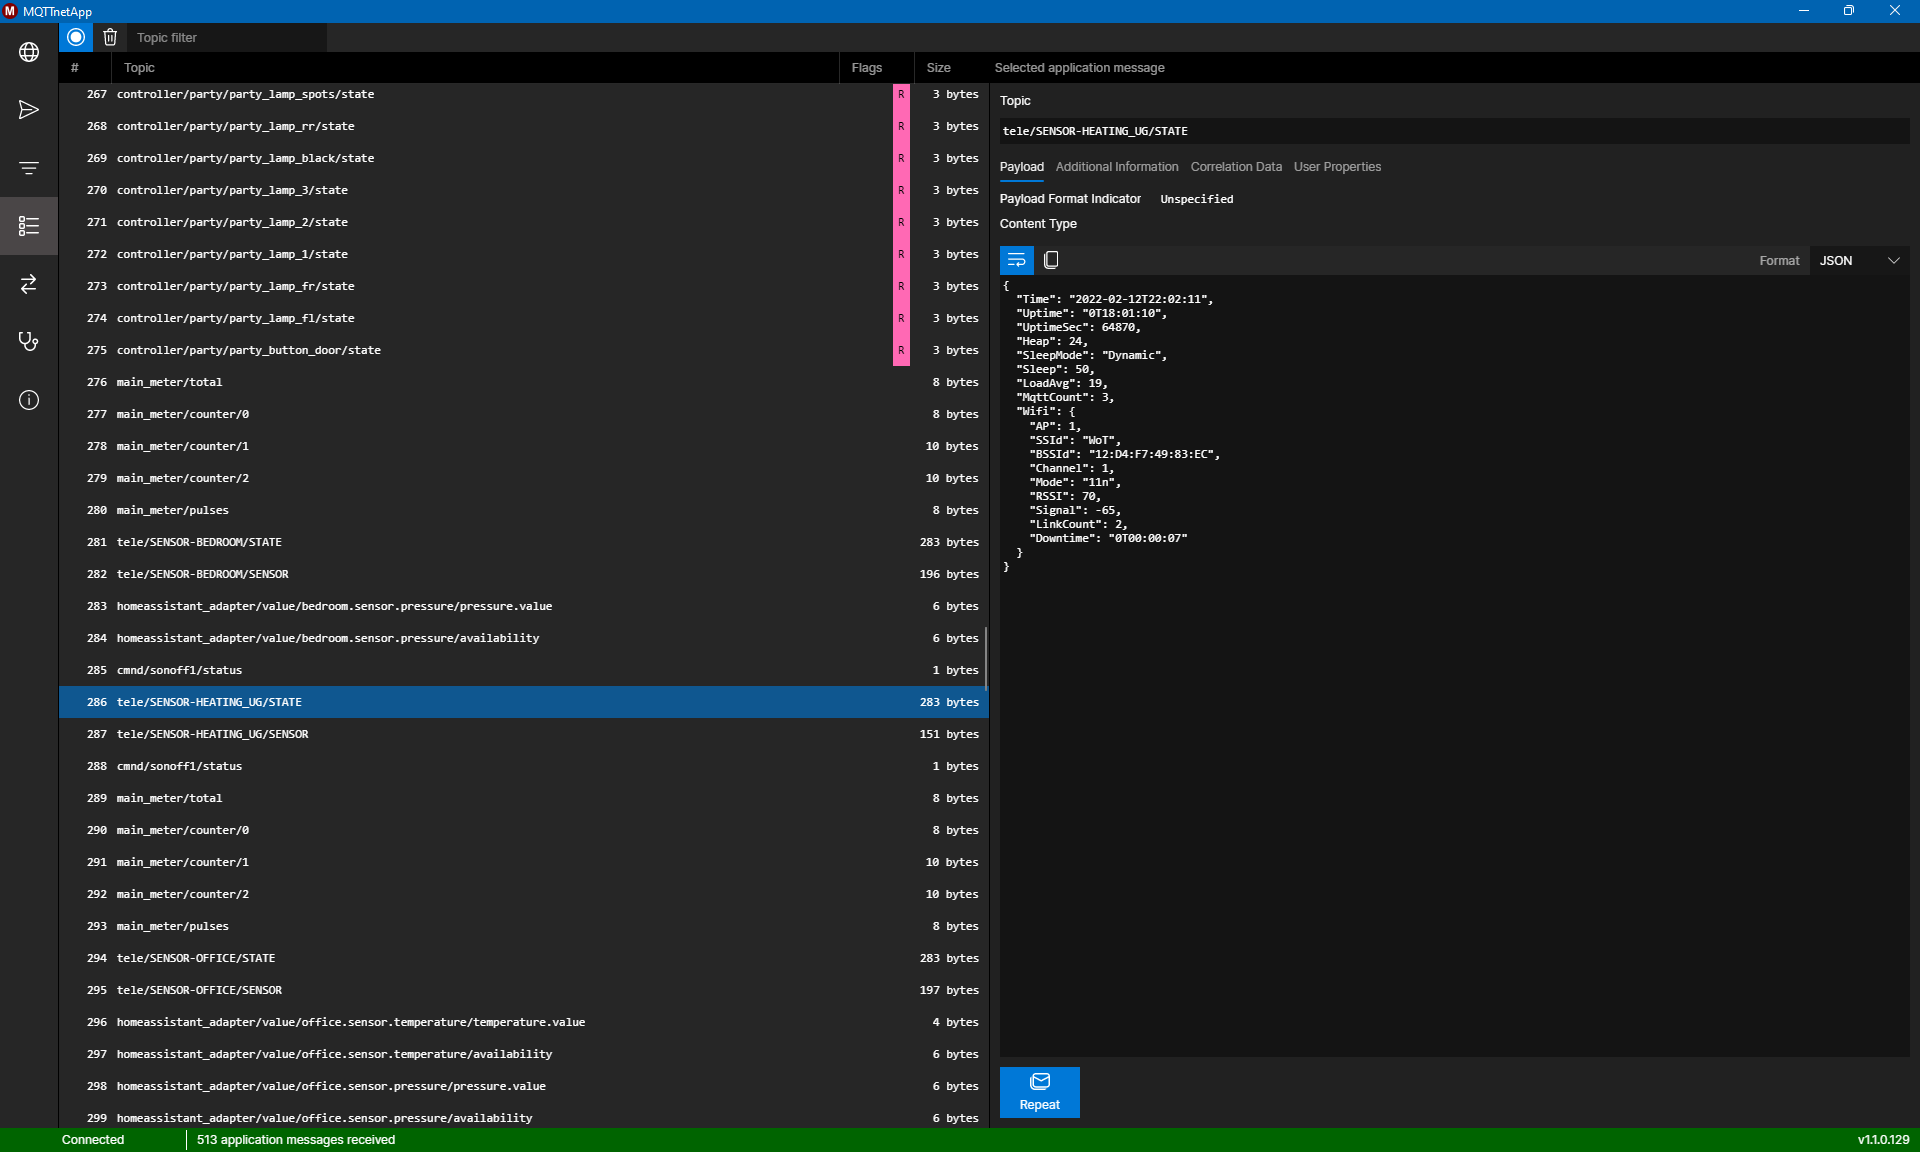 M MQTTnetApp
Topic filter
# Topic Flags Size Selected application message
267 controller/party/party_lamp_spots/state R 3 bytes
268 controller/party/party_lamp_rr/state R 3 bytes
269 controller/party/party_lamp_black/state R 3 bytes
270 controller/party/party_lamp_3/state R 3 bytes
271 controller/party/party_lamp_2/state R 3 bytes
272 controller/party/party_lamp_1/state R 3 bytes
273 controller/party/party_lamp_fr/state R 3 bytes
274 controller/party/party_lamp_fl/state R 3 bytes
275 controller/party/party_button_door/state R 3 bytes
276 main_meter/total 8 bytes
277 main_meter/counter/0 8 bytes
278 main_meter/counter/1 10 bytes
279 main_meter/counter/2 10 bytes
280 main_meter/pulses 8 bytes
281 tele/SENSOR-BEDROOM/STATE 283 bytes
282 tele/SENSOR-BEDROOM/SENSOR 196 bytes
283 homeassistant_adapter/value/bedroom.sensor.pressure/pressure.value 6 bytes
284 homeassistant_adapter/value/bedroom.sensor.pressure/availability 6 bytes
285 cmnd/sonoff1/status 1 bytes
286 tele/SENSOR-HEATING_UG/STATE 283 bytes
287 tele/SENSOR-HEATING_UG/SENSOR 151 bytes
288 cmnd/sonoff1/status 1 bytes
289 main_meter/total 8 bytes
290 main_meter/counter/0 8 bytes
291 main_meter/counter/1 10 bytes
292 main_meter/counter/2 10 bytes
293 main_meter/pulses 8 bytes
294 tele/SENSOR-OFFICE/STATE 283 bytes
295 tele/SENSOR-OFFICE/SENSOR 197 bytes
296 homeassistant_adapter/value/office.sensor.temperature/temperature.value 4 bytes
297 homeassistant_adapter/value/office.sensor.temperature/availability 6 bytes
298 homeassistant_adapter/value/office.sensor.pressure/pressure.value 6 bytes
299 homeassistant_adapter/value/office.sensor.pressure/availability 6 bytes
Topic
tele/SENSOR-HEATING_UG/STATE
Payload Additional Information Correlation Data User Properties
Payload Format Indicator Unspecified
Content Type
Format JSON
{
"Time": "2022-02-12T22:02:11",
"Uptime": "0T18:01:10",
"UptimeSec": 64870,
"Heap": 24,
"SleepMode": "Dynamic",
"Sleep": 50,
"LoadAvg": 19,
"MqttCount": 3,
"Wifi": {
"AP": 1,
"SSId": "WoT",
"BSSId": "12:D4:F7:49:83:EC",
"Channel": 1,
"Mode": "11n",
"RSSI": 70,
"Signal": -65,
"LinkCount": 2,
"Downtime": "0T00:00:07"
}
}
Repeat
Connected 513 application messages received v1.1.0.129